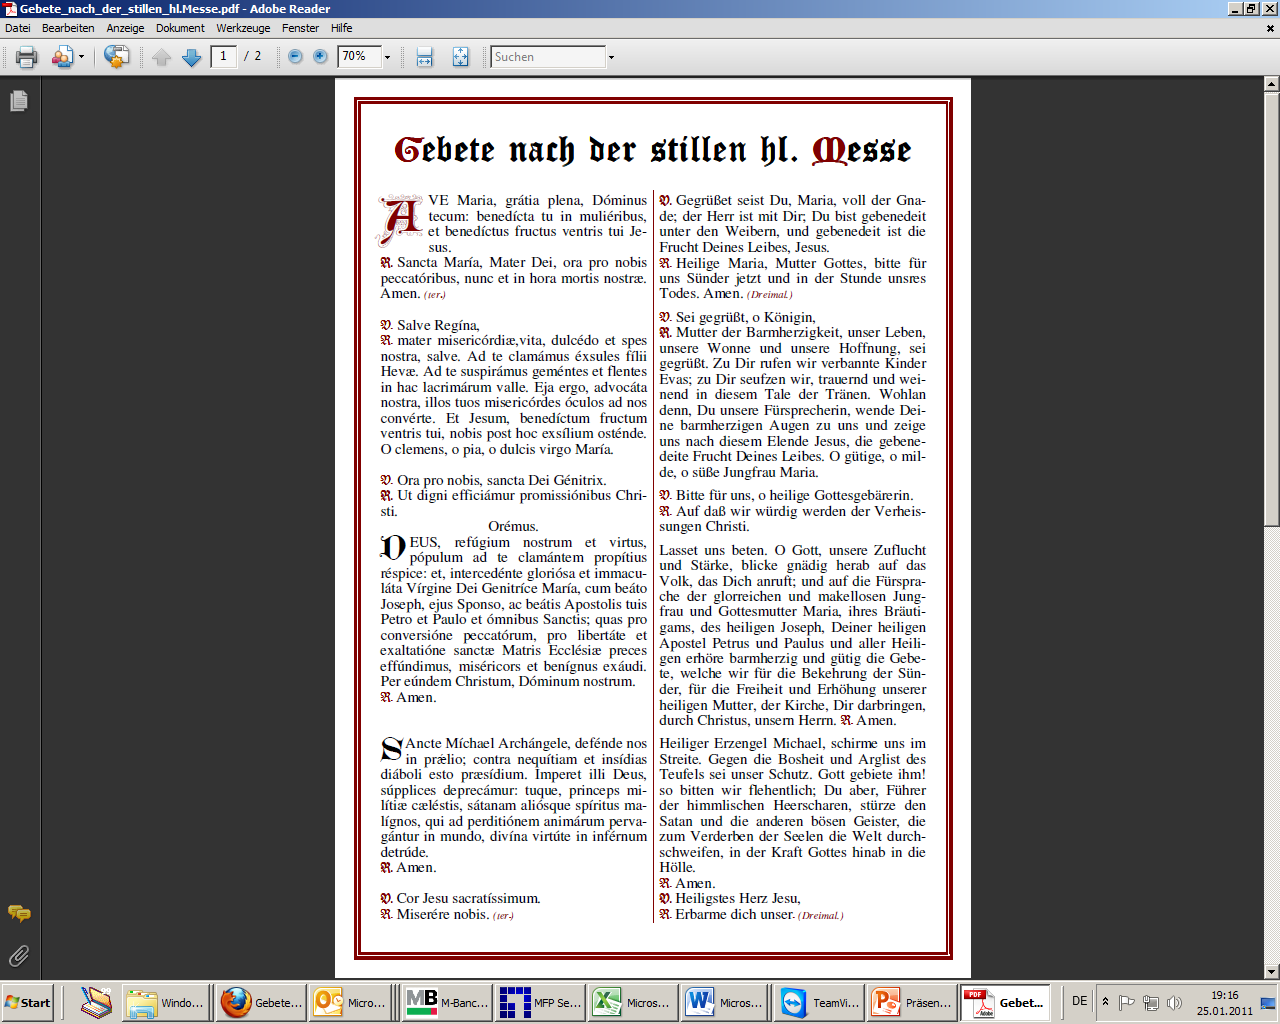 Gebete_nach_der_stillen_hl.Messe.pdf - Adobe Reader
Datei Bearbeiten Anzeige Dokument Werkzeuge Fenster Hilfe
1 / 2 70% Suchen
Gebete nach der stillen hl. Messe
AVE Maria, grátia plena, Dóminus
tecum: benedícta tu in muliéribus,
et benedíctus fructus ventris tui Je-
sus.
℟. Sancta María, Mater Dei, ora pro nobis
peccatóribus, nunc et in hora mortis nostræ.
Amen. (ter.)
℣. Salve Regína,
℟. mater misericórdiæ,vita, dulcédo et spes
nostra, salve. Ad te clamámus éxsules fílii
Hevæ. Ad te suspirámus geméntes et flentes
in hac lacrimárum valle. Eja ergo, advocáta
nostra, illos tuos misericórdes óculos ad nos
convérte. Et Jesum, benedíctum fructum
ventris tui, nobis post hoc exsílium osténde.
O clemens, o pia, o dulcis virgo María.
℣. Ora pro nobis, sancta Dei Génitrix.
℟. Ut digni efficiámur promissiónibus Chri-
sti.
Orémus.
DEUS, refúgium nostrum et virtus,
pópulum ad te clamántem propítius
réspice: et, intercedénte gloriósa et immacu-
láta Vírgine Dei Genitríce María, cum beáto
Joseph, ejus Sponso, ac beátis Apostolis tuis
Petro et Paulo et ómnibus Sanctis; quas pro
conversióne peccatórum, pro libertáte et
exaltatióne sanctæ Matris Ecclésiæ preces
effúndimus, miséricors et benígnus exáudi.
Per eúndem Christum, Dóminum nostrum.
℟. Amen.
SAncte Míchael Archángele, defénde nos
in prǽlio; contra nequítiam et insídias
diáboli esto præsídium. Imperet illi Deus,
súpplices deprecámur: tuque, princeps mi-
lítiæ cæléstis, sátanam aliósque spíritus ma-
lígnos, qui ad perditiónem animárum perva-
gántur in mundo, divína virtúte in inférnum
detrúde.
℟. Amen.
℣. Cor Jesu sacratíssimum.
℟. Miserére nobis. (ter.)
℣. Gegrüßet seist Du, Maria, voll der Gna-
de; der Herr ist mit Dir; Du bist gebenedeit
unter den Weibern, und gebenedeit ist die
Frucht Deines Leibes, Jesus.
℟. Heilige Maria, Mutter Gottes, bitte für
uns Sünder jetzt und in der Stunde unsres
Todes. Amen. (Dreimal.)
℣. Sei gegrüßt, o Königin,
℟. Mutter der Barmherzigkeit, unser Leben,
unsere Wonne und unsere Hoffnung, sei
gegrüßt. Zu Dir rufen wir verbannte Kinder
Evas; zu Dir seufzen wir, trauernd und wei-
nend in diesem Tale der Tränen. Wohlan
denn, Du unsere Fürsprecherin, wende Dei-
ne barmherzigen Augen zu uns und zeige
uns nach diesem Elende Jesus, die gebene-
deite Frucht Deines Leibes. O gütige, o mil-
de, o süße Jungfrau Maria.
℣. Bitte für uns, o heilige Gottesgebärerin.
℟. Auf daß wir würdig werden der Verheis-
sungen Christi.
Lasset uns beten. O Gott, unsere Zuflucht
und Stärke, blicke gnädig herab auf das
Volk, das Dich anruft; und auf die Fürspra-
che der glorreichen und makellosen Jung-
frau und Gottesmutter Maria, ihres Bräuti-
gams, des heiligen Joseph, Deiner heiligen
Apostel Petrus und Paulus und aller Heili-
gen erhöre barmherzig und gütig die Gebe-
te, welche wir für die Bekehrung der Sün-
der, für die Freiheit und Erhöhung unserer
heiligen Mutter, der Kirche, Dir darbringen,
durch Christus, unsern Herrn. ℟. Amen.
Heiliger Erzengel Michael, schirme uns im
Streite. Gegen die Bosheit und Arglist des
Teufels sei unser Schutz. Gott gebiete ihm!
so bitten wir flehentlich; Du aber, Führer
der himmlischen Heerscharen, stürze den
Satan und die anderen bösen Geister, die
zum Verderben der Seelen die Welt durch-
schweifen, in der Kraft Gottes hinab in die
Hölle.
℟. Amen.
℣. Heiligstes Herz Jesu,
℟. Erbarme dich unser. (Dreimal.)
Start Windo... Gebete... Micro... MB M-Banc... MFP Se... Micros... Micros... TeamVi... Präsen... Gebet... DE 19:16
25.01.2011